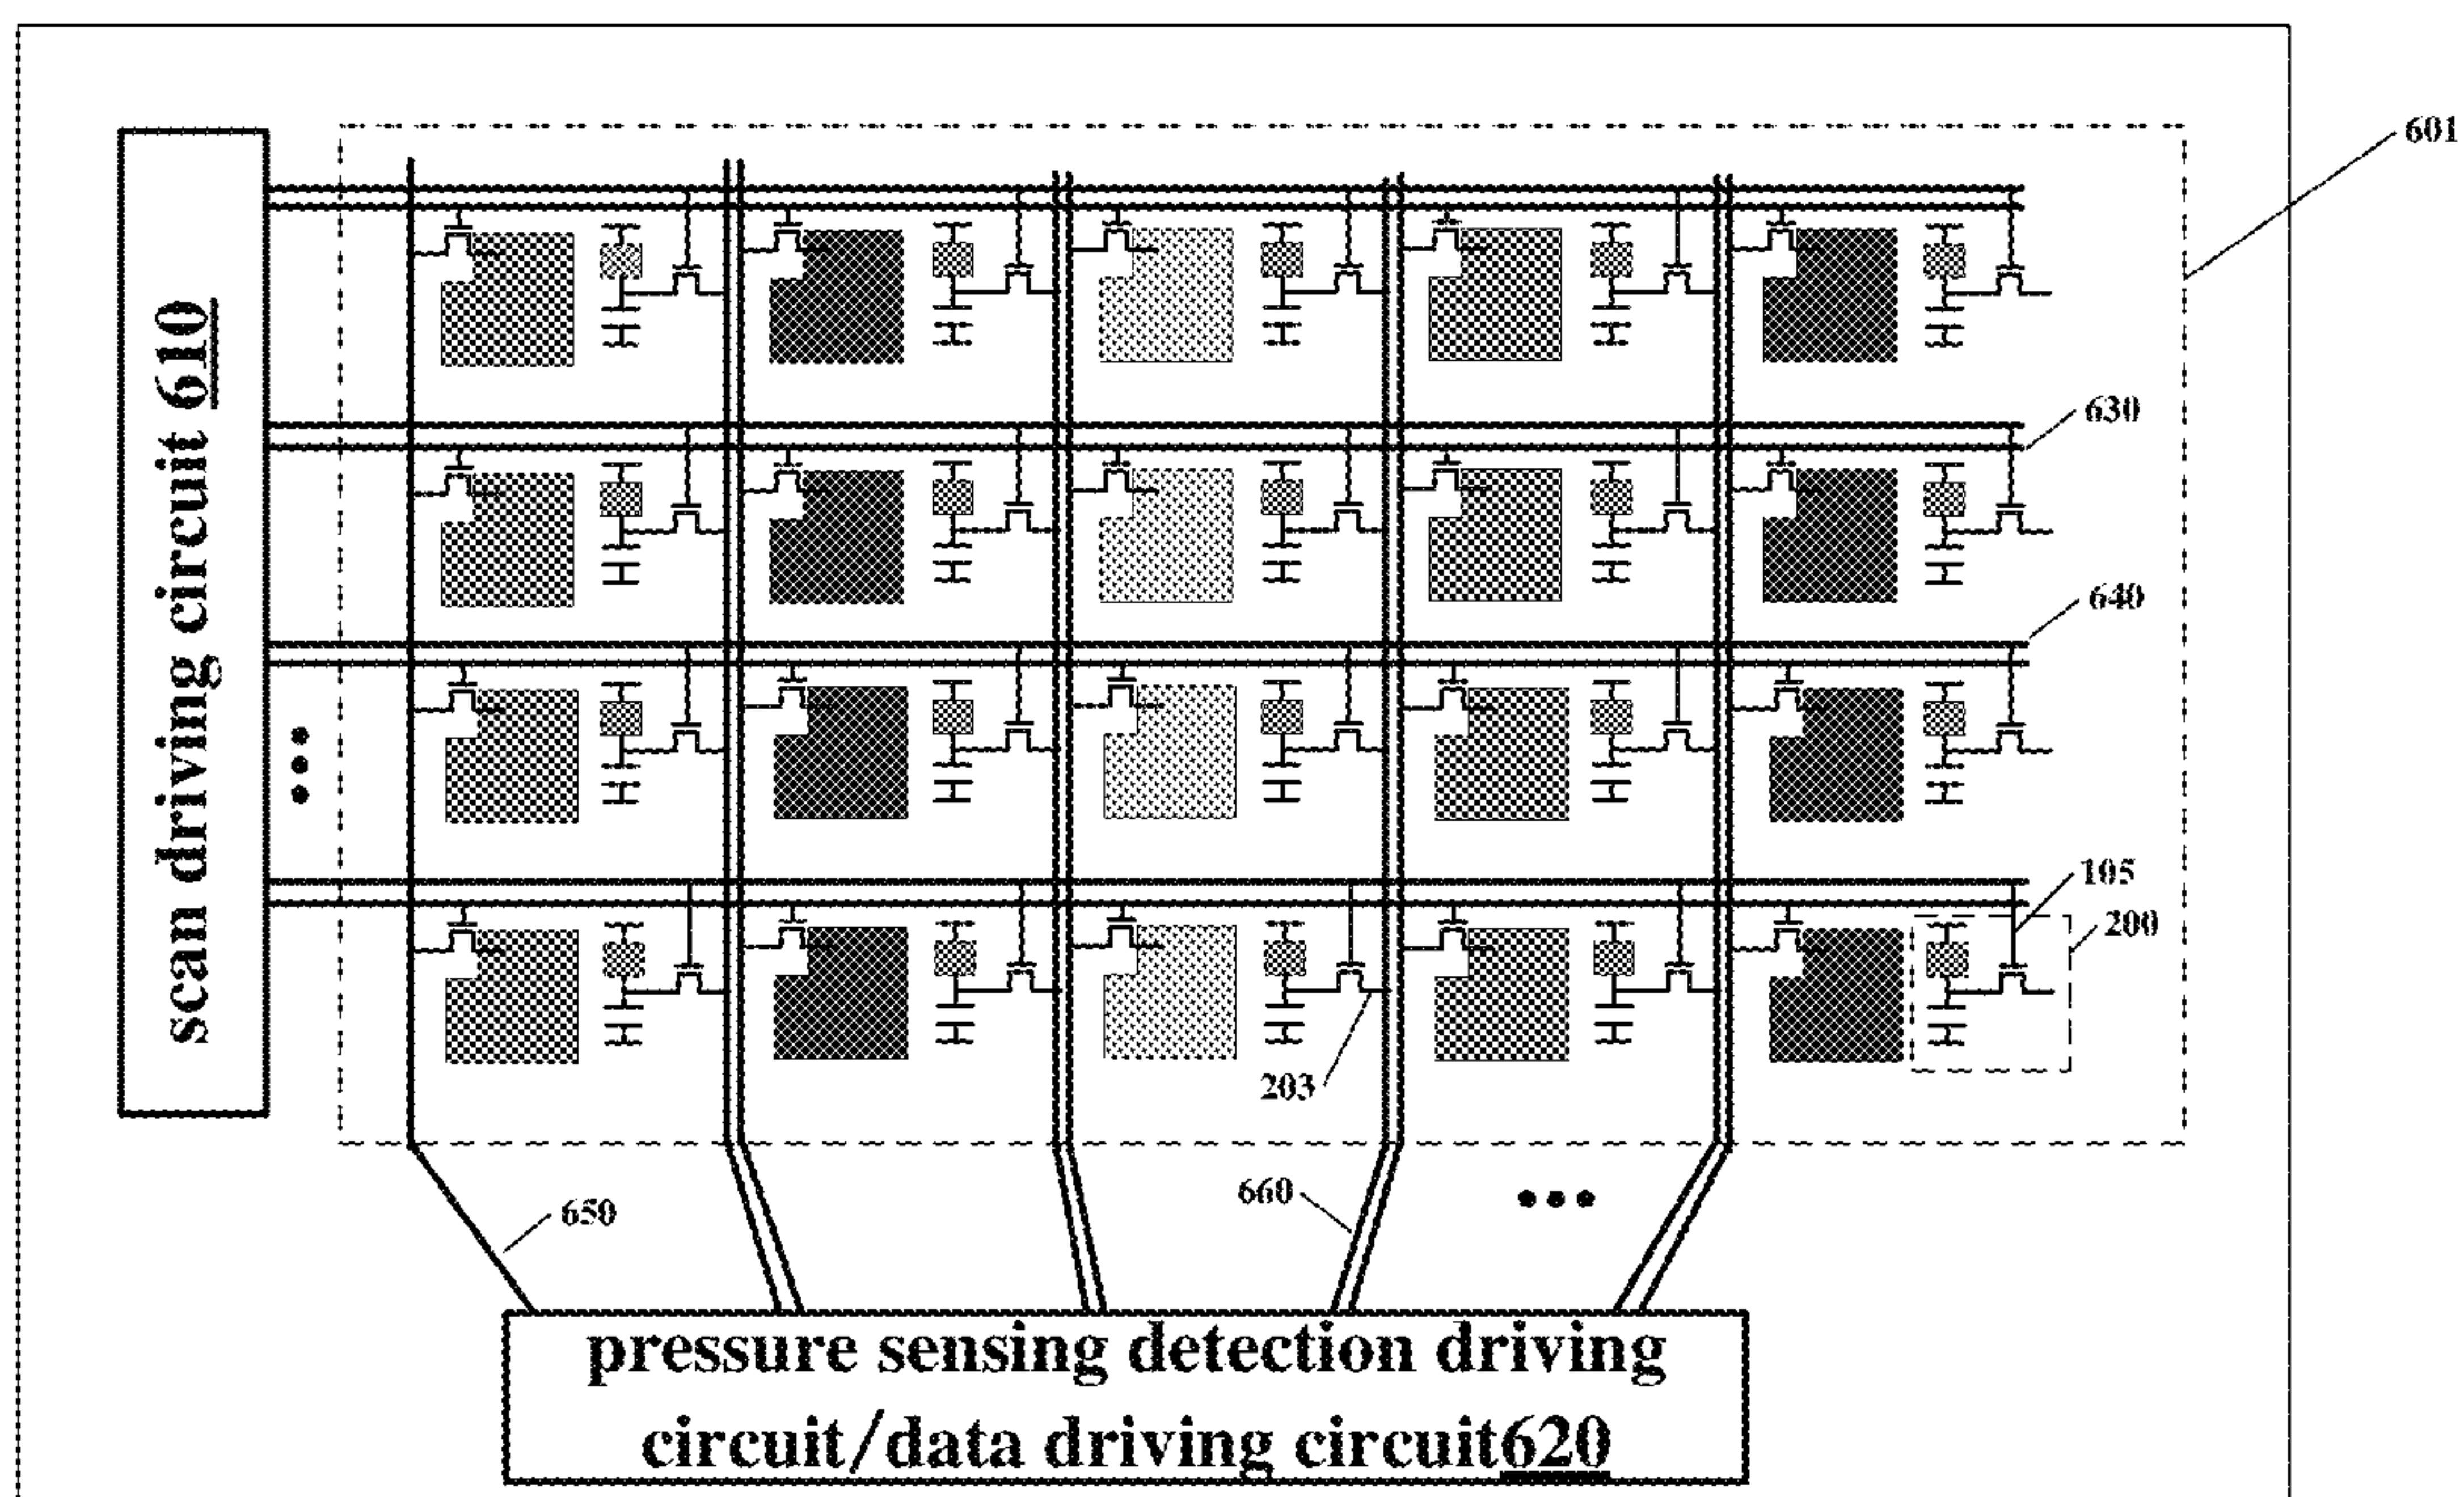 601
scan driving circuit 610
630
640
105
200
203
660
650
pressure sensing detection driving
circuit/data driving circuit620